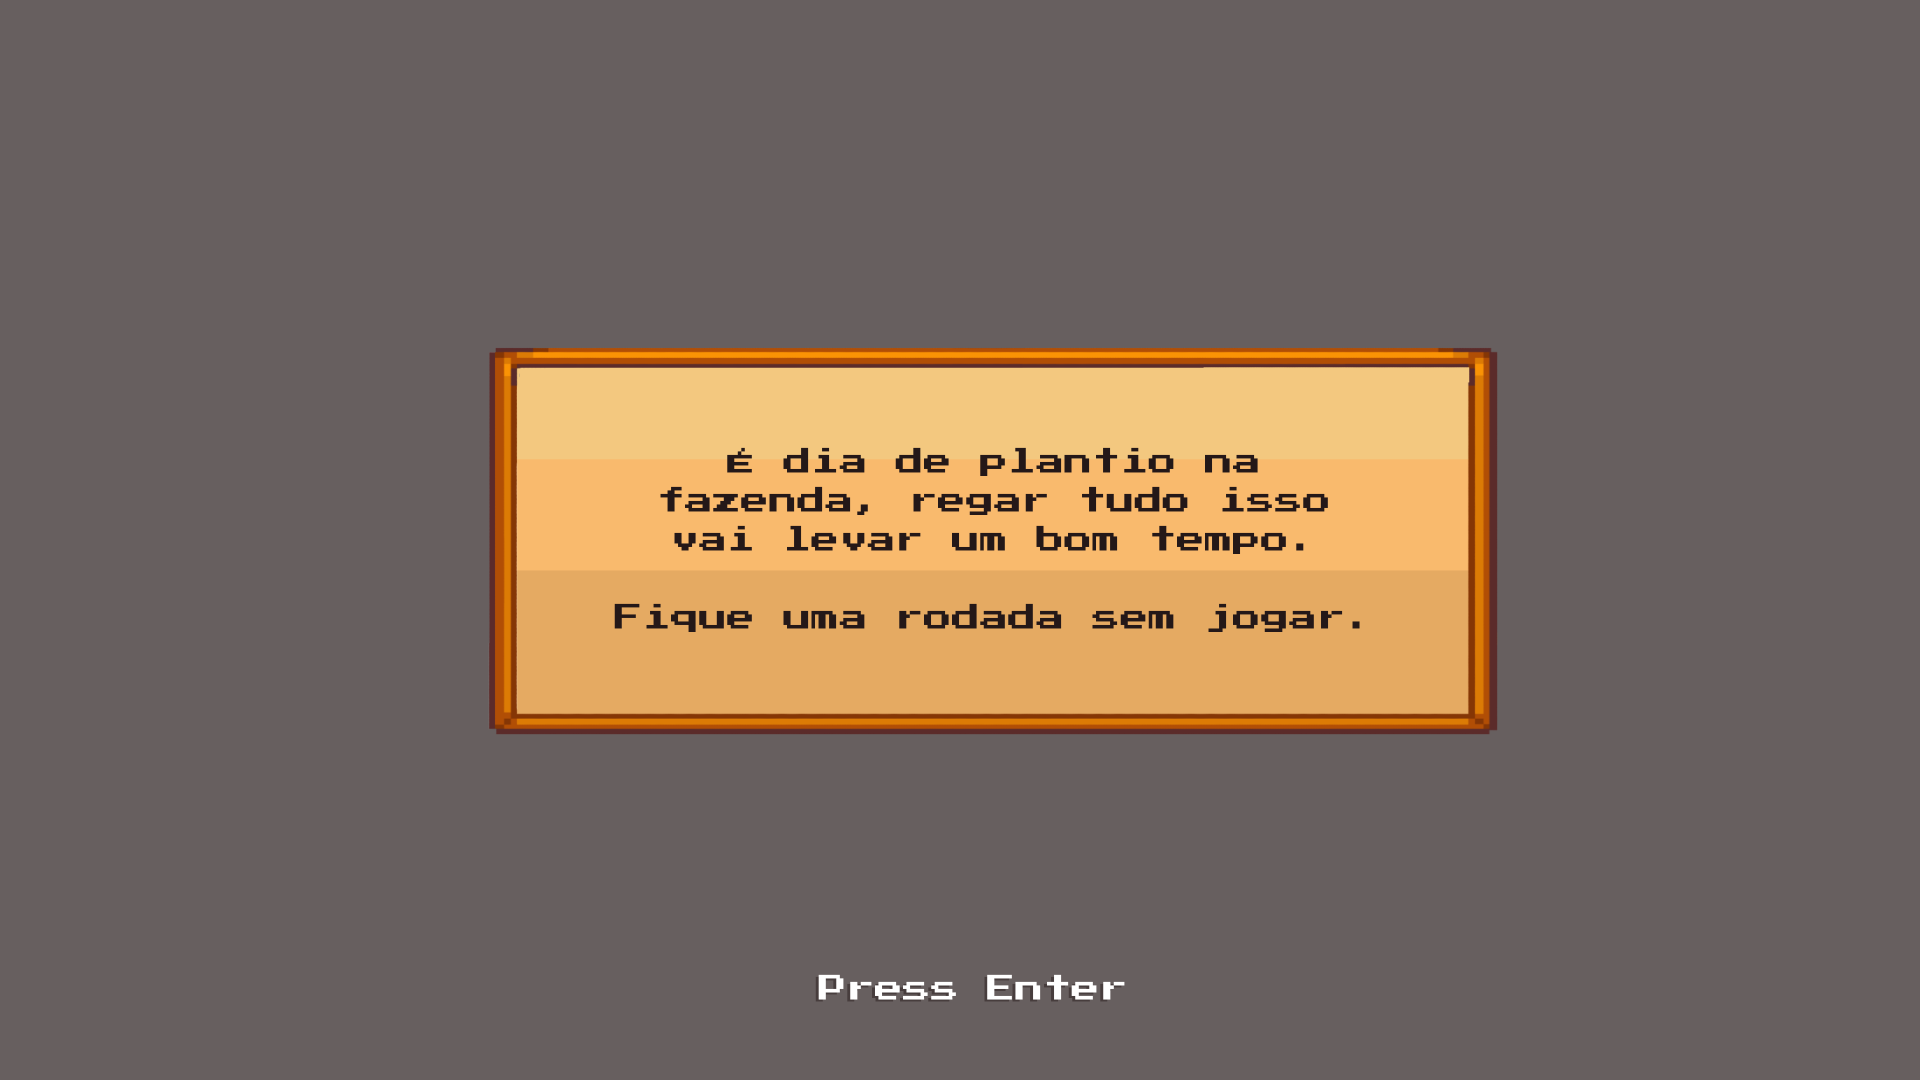 É dia de plantio na
fazenda, regar tudo isso
vai levar um bom tempo.
Fique uma rodada sem jogar.
Press Enter